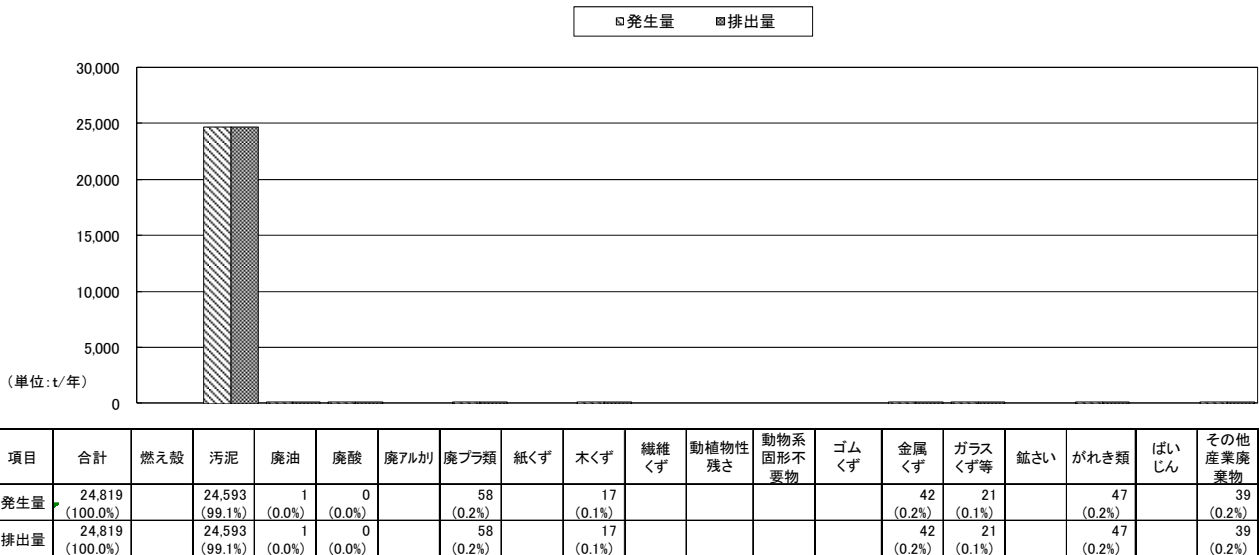 発生量 排出量
30,000
25,000
20,000
15,000
10,000
5,000
(単位:t/年)
0
項目 合計 燃え殻 汚泥 廃油 廃酸 廃アルカリ 廃プラ類 紙くず 木くず 繊維くず 動植物性残さ 動物系固形不要物 ゴムくず 金属くず ガラスくず等 鉱さい がれき類 ばいじん その他産業廃棄物
発生量 24,819 24,593 1 0 58 17 42 21 47 39
(100.0%) (99.1%) (0.0%) (0.0%) (0.2%) (0.1%) (0.2%) (0.1%) (0.2%) (0.2%)
排出量 24,819 24,593 1 0 58 17 42 21 47 39
(100.0%) (99.1%) (0.0%) (0.0%) (0.2%) (0.1%) (0.2%) (0.1%) (0.2%) (0.2%)